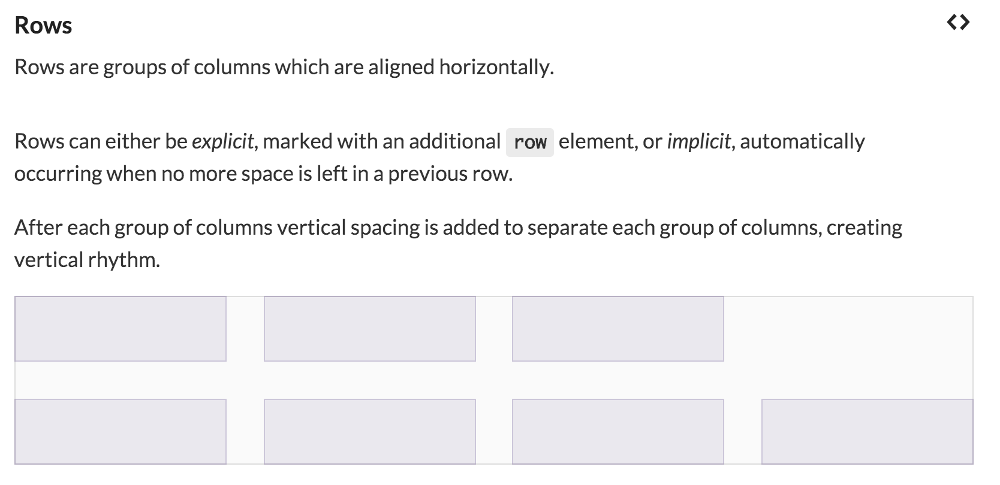 Rows
Rows are groups of columns which are aligned horizontally.
Rows can either be explicit, marked with an additional row element, or implicit, automatically
occurring when no more space is left in a previous row.
After each group of columns vertical spacing is added to separate each group of columns, creating
vertical rhythm.